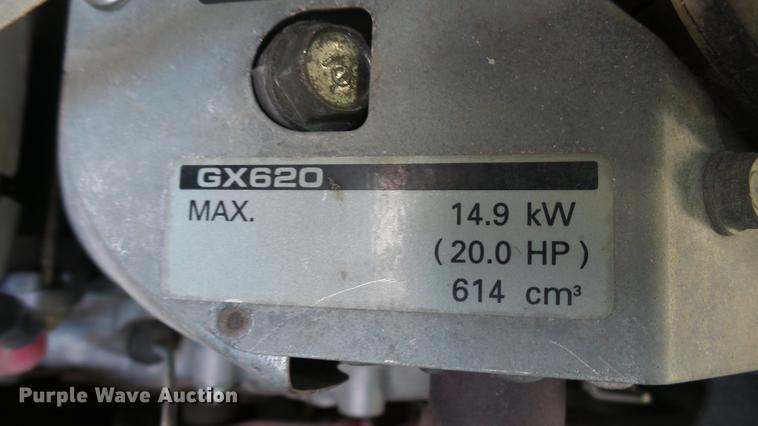 GX620
MAX. 14.9 kW
(20.0 HP)
614 cm³
Purple Wave Auction